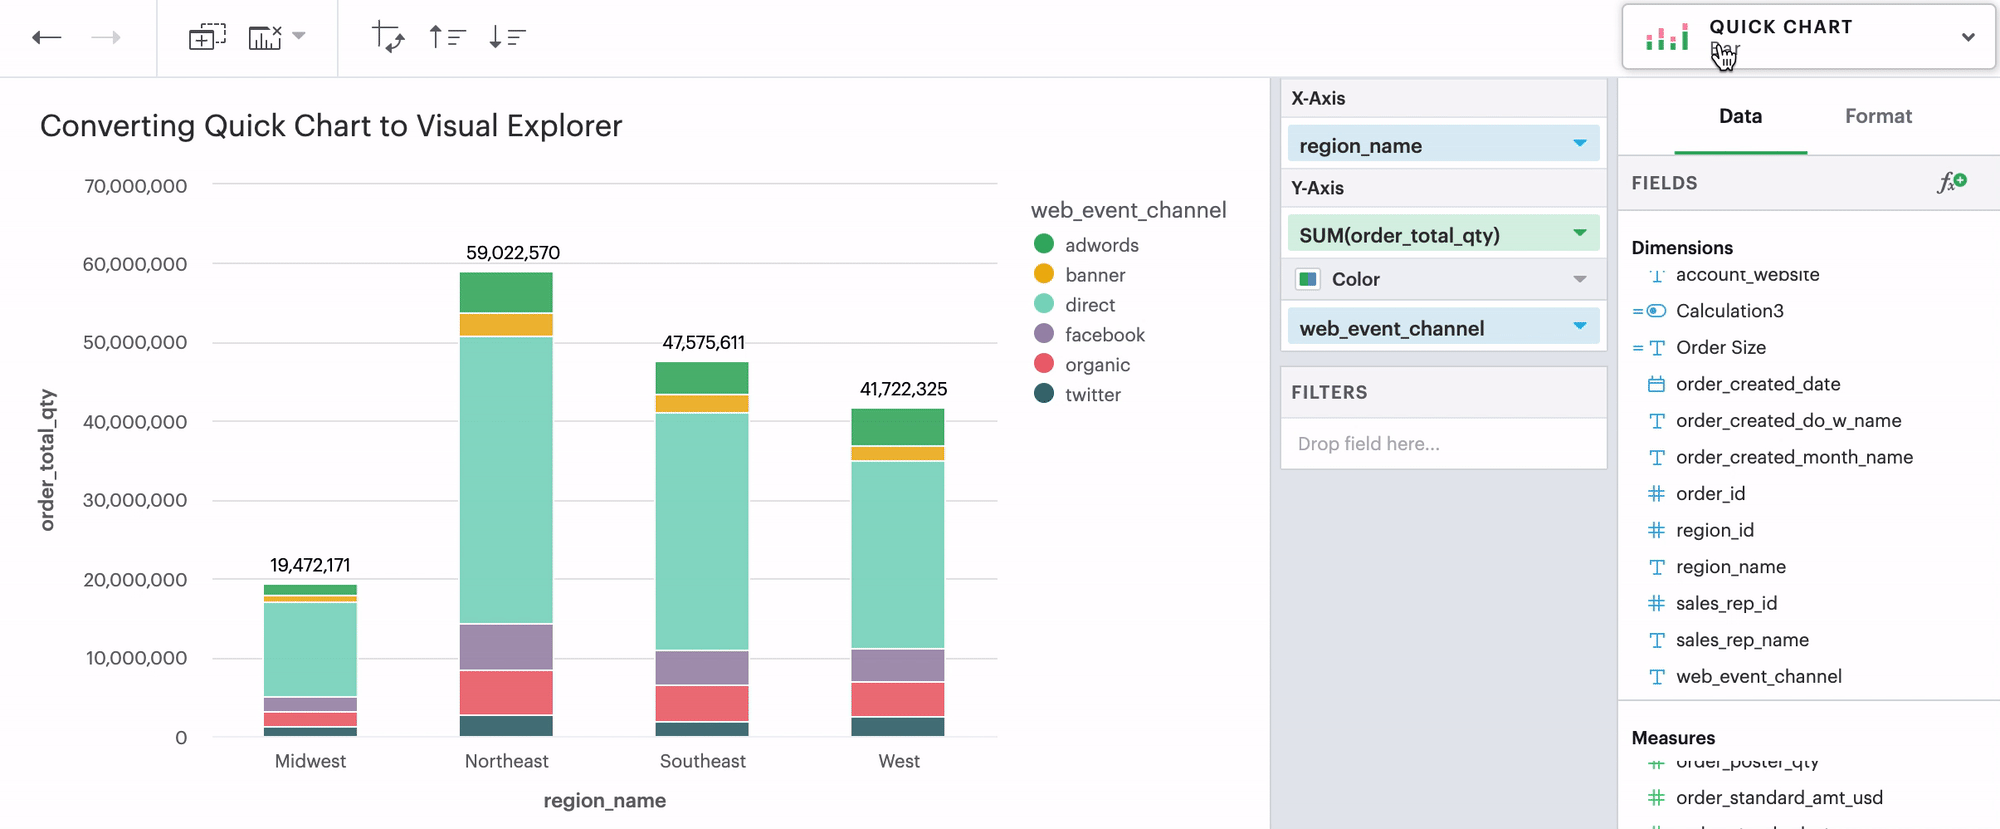 QUICK CHART
Converting Quick Chart to Visual Explorer
70,000,000
60,000,000
50,000,000
40,000,000
30,000,000
20,000,000
10,000,000
0
order_total_qty
19,472,171
59,022,570
47,575,611
41,722,325
Midwest
Northeast
Southeast
West
region_name
web_event_channel
adwords
banner
direct
facebook
organic
twitter
X-Axis
region_name
Y-Axis
SUM(order_total_qty)
Color
web_event_channel
FILTERS
Drop field here...
Data
Format
FIELDS
fx
Dimensions
account_website
Calculation3
Order Size
order_created_date
order_created_do_w_name
order_created_month_name
order_id
region_id
region_name
sales_rep_id
sales_rep_name
web_event_channel
Measures
order_poster_qty
order_standard_amt_usd